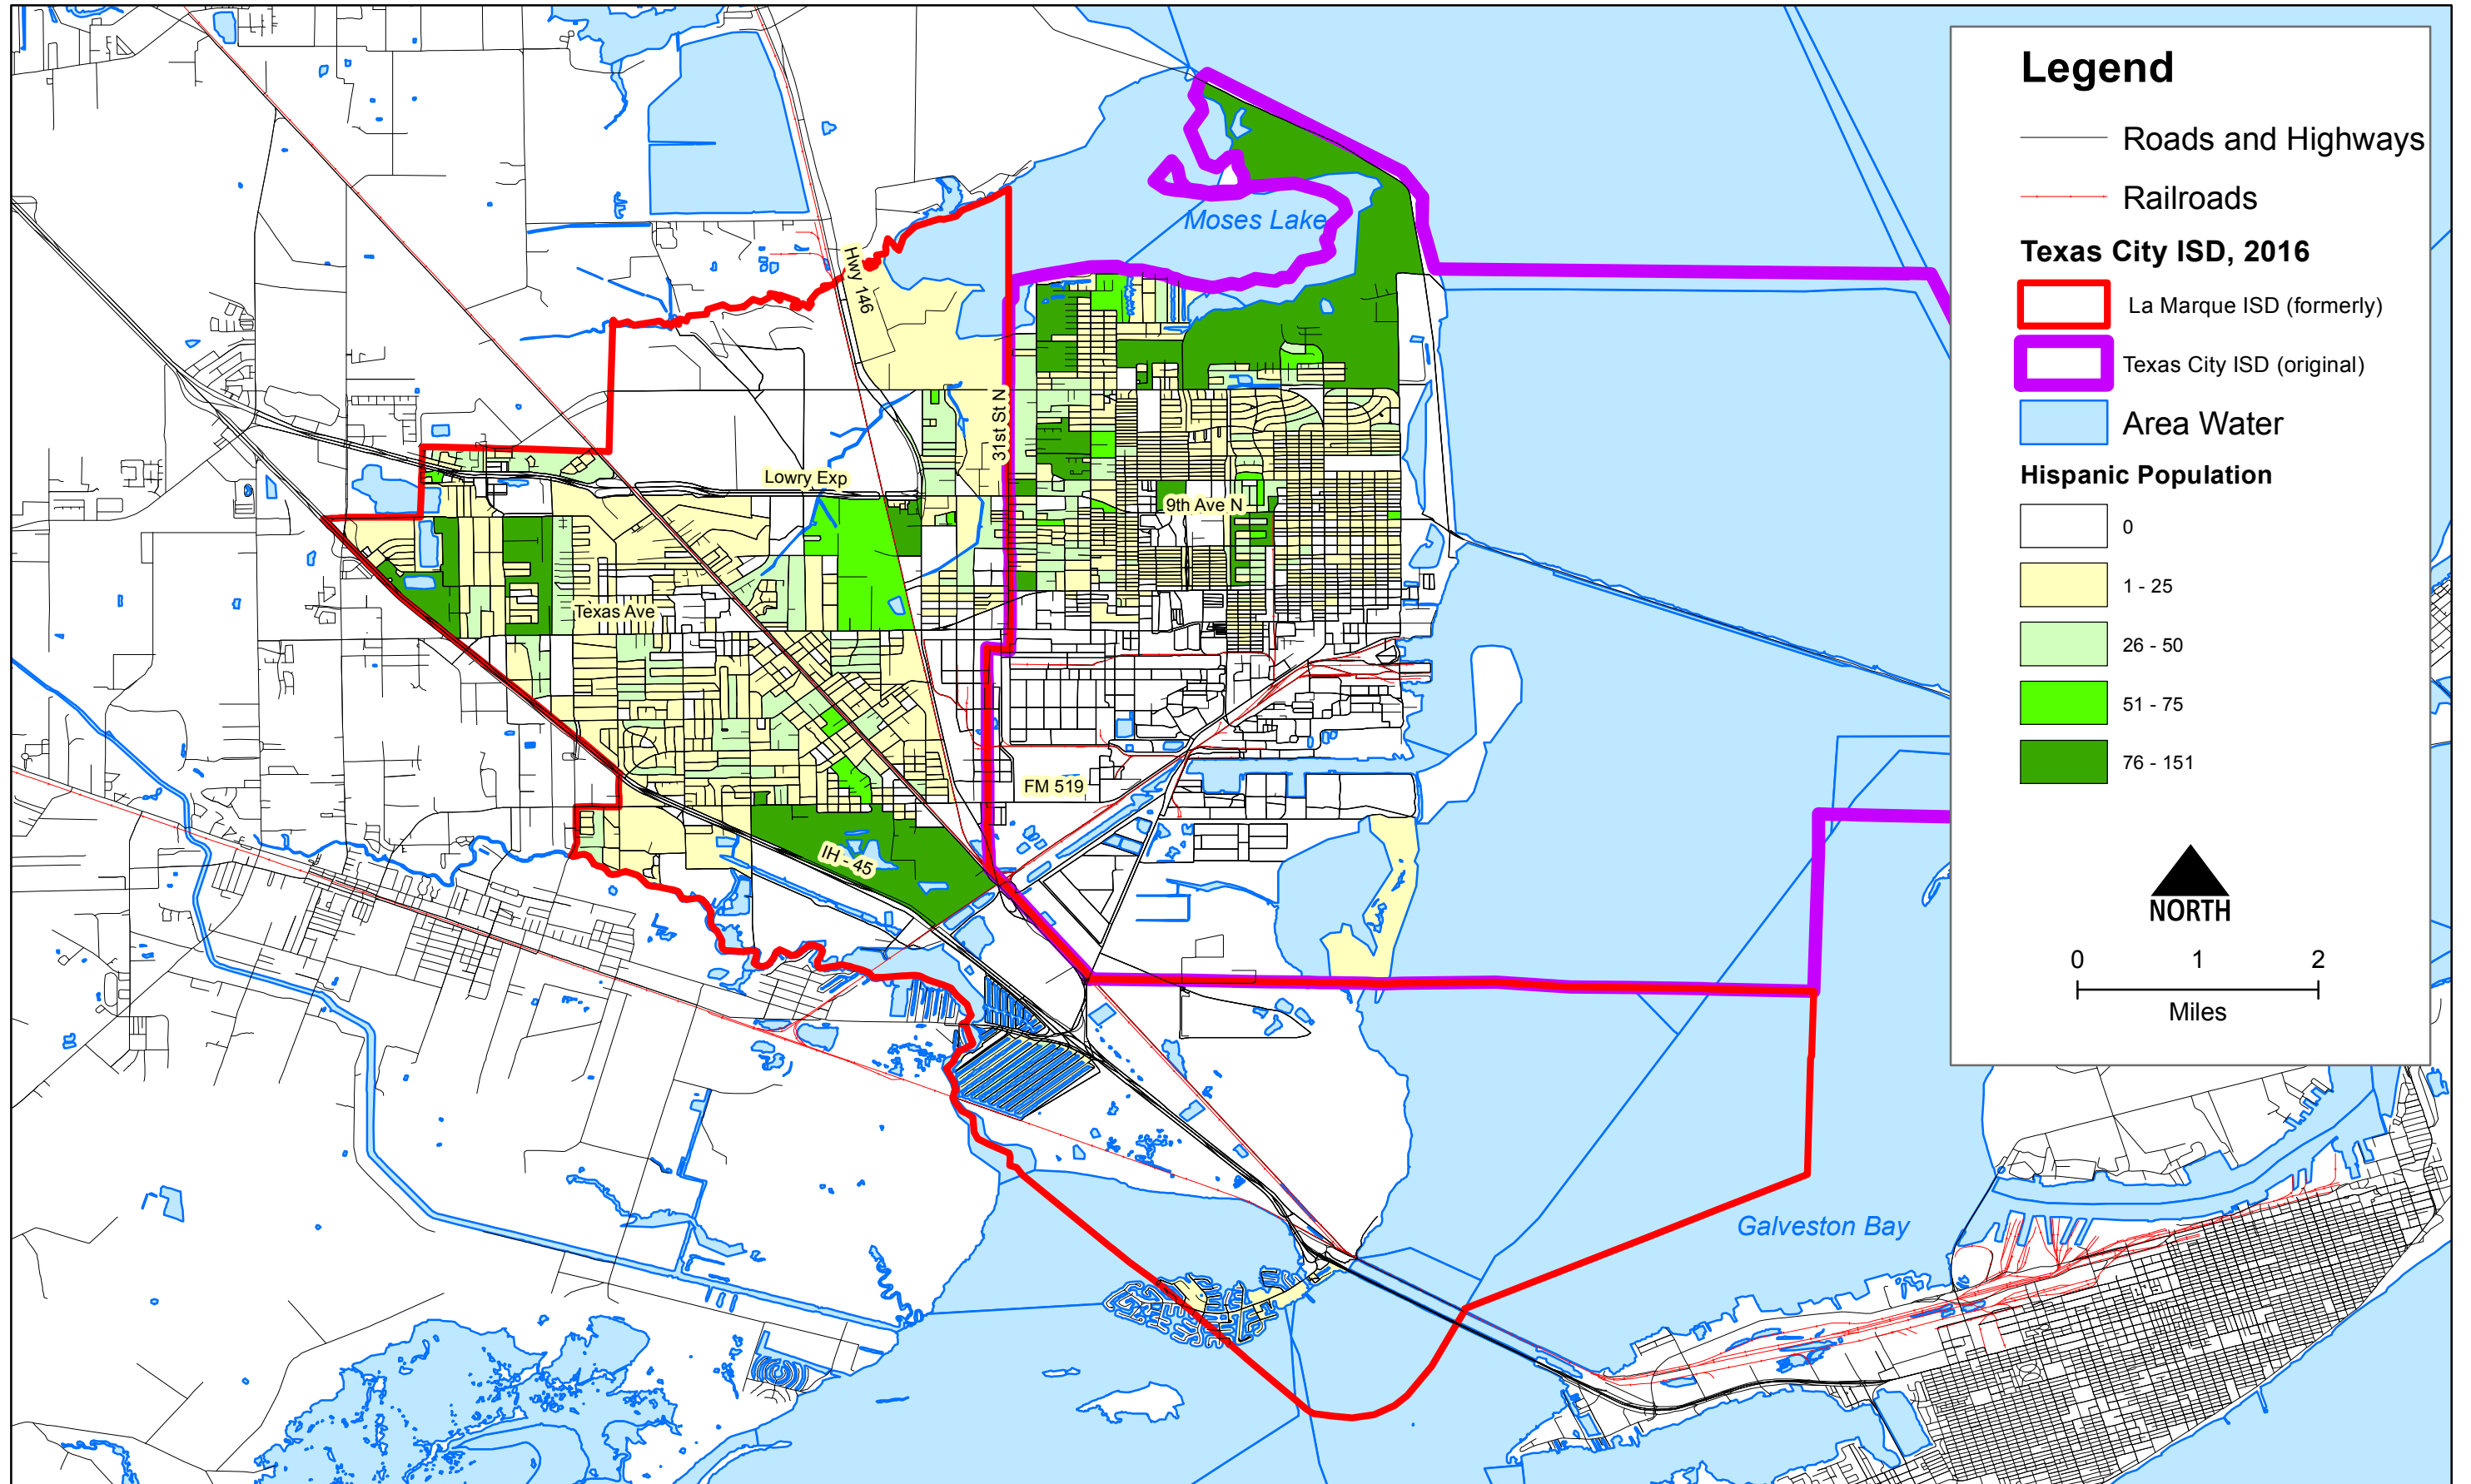 Legend
Roads and Highways
Railroads
Texas City ISD, 2016
La Marque ISD (formerly)
Texas City ISD (original)
Area Water
Hispanic Population
0
1 - 25
26 - 50
51 - 75
76 - 151
NORTH
0 1 2
Miles
Moses Lake
Hwy 146
31st St N
Lowry Exp
9th Ave N
Texas Ave
FM 519
IH - 45
Galveston Bay